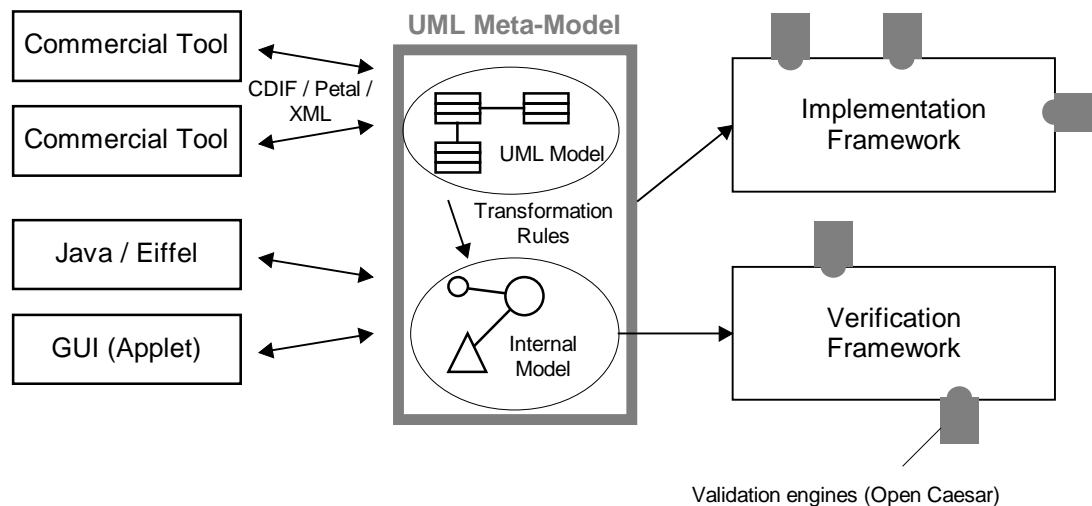 UML Meta-Model
Commercial Tool
CDIF / Petal /
XML
Commercial Tool
UML Model
Transformation
Rules
Java / Eiffel
GUI (Applet)
Internal
Model
Implementation
Framework
Verification
Framework
Validation engines (Open Caesar)